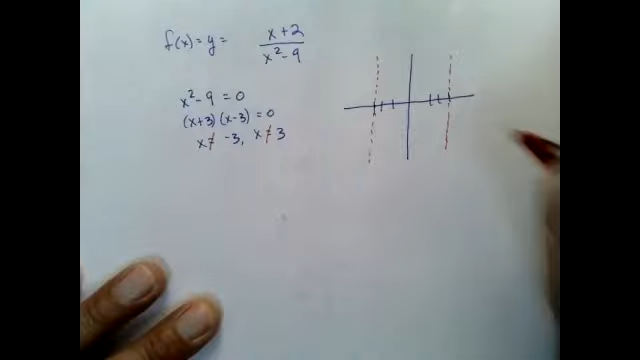 f(x) = y = x+2 / x² - 9
x² - 9 = 0
(x+3)(x-3) = 0
x ≠ -3, x ≠ 3